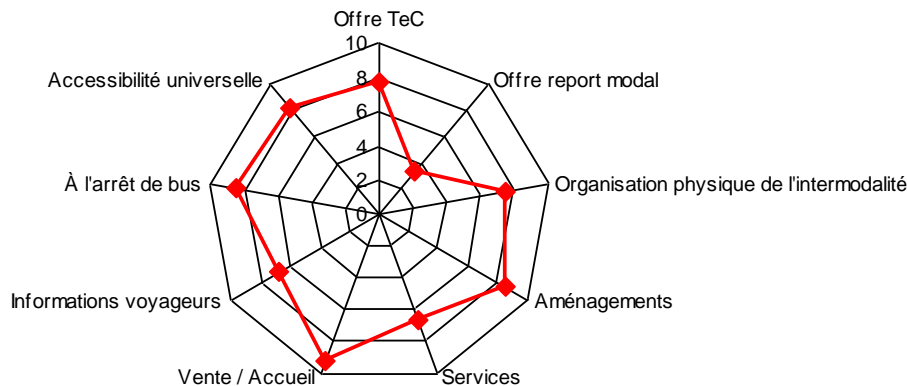 Offre TeC
10
Accessibilité universelle
8
Offre report modal
6
4
À l'arrêt de bus
2
Organisation physique de l'intermodalité
0
Informations voyageurs
Aménagements
Vente / Accueil
Services